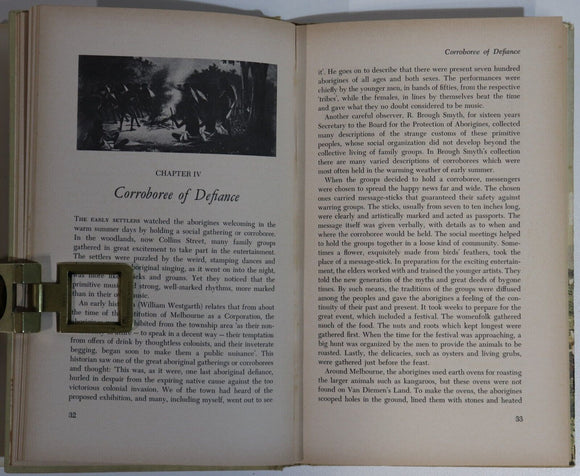 CHAPTER IV
Corroboree of Defiance
THE EARLY SETTLERS watched the aborigines welcoming in the
warm summer days by holding a social gathering or corroboree.
In the woodlands, now Collins Street, many family groups
gathered in great excitement to take part in the entertainment.
The settlers were puzzled by the weird, stamping dances and
original singing, as it went on into the night,
was more like cks and groans. Yet they noticed that the
primitive mus d strong, well-marked rhythms, more marked
than in their o usic.
An early his (William Westgarth) relates that from about
the time of the itution of Melbourne as a Corporation, the
ibited from the township area 'as their non-
to speak in a decent way — their temptation
from offers of drink by thoughtless colonists, and their inveterate
begging, began soon to make them a public nuisance'. This
historian saw one of the great aboriginal gatherings or corroborees
and thought: 'This was, as it were, one last aboriginal defiance,
hurled in despair from the expiring native cause against the too
victorious colonial invasion. We of the town had heard of the
proposed exhibition, and many, including myself, went out to see
32
Corroboree of Defiance
it'. He goes on to describe that there were present seven hundred
aborigines of all ages and both sexes. The performances were
chiefly by the younger men, in bands of fifties, from the respective
'tribes', while the females, in lines by themselves beat the time
and gave what they no doubt considered to be music.
Another careful observer, R. Brough Smyth, for sixteen years
Secretary to the Board for the Protection of Aborigines, collected
many descriptions of the strange customs of these primitive
peoples, whose social organization did not develop beyond the
collective living of family groups. In Brough Smyth's collection
there are many varied descriptions of corroborees which were
most often held in the warming weather of early summer.
When the groups decided to hold a corroboree, messengers
were chosen to spread the happy news far and wide. The chosen
ones carried message-sticks that guaranteed their safety against
warring groups. The sticks, usually from seven to ten inches long,
were clearly and artistically marked and acted as passports. The
message itself was given verbally, with details as to when and
where the corroboree would be held. The social meetings helped
to hold the groups together in a loose kind of community. Some-
times a flower, exquisitely made from birds' feathers, took the
place of a message-stick. In preparation for the exciting entertain-
ment, the elders worked with and trained the younger artists. They
told the new generation of the myths and great deeds of bygone
times. By such means, the traditions of the groups were diffused
among the peoples and gave the aborigines a feeling of the con-
tinuity of their past and present. It took weeks to prepare for the
great event, which included a festival. The womenfolk gathered
much of the food. The nuts and roots which kept longest were
gathered first. When the time for the festival was approaching, a
big hunt was organized by the men to provide the animals to be
roasted. Lastly, the delicacies, such as oysters and living grubs,
were gathered just before the feast.
Around Melbourne, the aborigines used earth ovens for roasting
the larger animals such as kangaroos, but these ovens were not
found on Van Diemen's Land. To make the ovens, the aborigines
scooped holes in the ground, lined them with stones and heated
33